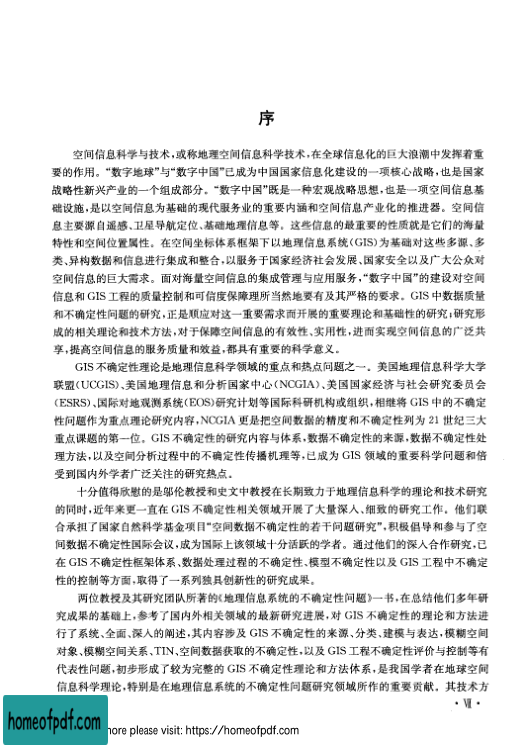 序
空间信息科学与技术,或称地理空间信息科学技术,在全球信息化的巨大浪潮中发挥着重
要的作用。“数字地球”与“数字中国”已成为中国国家信息化建设的一项核心战略,也是国家
战略性新兴产业的一个组成部分。“数字中国”既是一种宏观战略思想,也是一项空间信息基
础设施,是以空间信息为基础的现代服务业的重要内涵和空间信息产业化的推进器。空间信
息主要源自遥感、卫星导航定位、基础地理信息等。这些信息的最重要的性质就是它们的海量
特性和空间位置属性。在空间坐标体系框架下以地理信息系统(GIS)为基础对这些多源、多
类、异构数据和信息进行集成和整合,以服务于国家经济社会发展、国家安全以及广大公众对
空间信息的巨大需求。面对海量空间信息的集成管理与应用服务,“数字中国”的建设对空间
信息和 GIS 工程的质量控制和可信度保障理所当然地要有及其严格的要求。GIS 中数据质量
和不确定性问题的研究,正是顺应对这一重要需求而开展的重要理论和基础性的研究;研究形
成的相关理论和技术方法,对于保障空间信息的有效性、实用性,进而实现空间信息的广泛共
享,提高空间信息的服务质量和效益,都具有重要的科学意义。
GIS 不确定性理论是地理信息科学领域的重点和热点问题之一。美国地理信息科学大学
联盟(UCGIS)、美国地理信息和分析国家中心(NCGIA)、美国国家经济与社会研究委员会
(ESRS)、国际对地观测系统(EOS)研究计划等国际科研机构或组织,相继将 GIS 中的不确定
性问题作为重点理论研究内容,NCGIA 更是把空间数据的精度和不确定性列为 21 世纪三大
重点课题的第一位。GIS 不确定性的研究内容与体系,数据不确定性的来源,数据不确定性处
理方法,以及空间分析过程中的不确定性传播机理等,已成为 GIS 领域的重要科学问题和倍
受到国内外学者广泛关注的研究热点。
十分值得欣慰的是邬伦教授和史文中教授在长期致力于地理信息科学的理论和技术研究
的同时,近年来更一直在 GIS 不确定性相关领域开展了大量深入、细致的研究工作。他们联
合承担了国家自然科学基金项目“空间数据不确定性的若干问题研究”,积极倡导和参与了空
间数据不确定性国际会议,成为国际上该领域十分活跃的学者。通过他们的深入合作研究,已
在 GIS 不确定性框架体系、数据处理过程的不确定性、模型不确定性以及 GIS 工程中不确定
性的控制等方面,取得了一系列独具创新性的研究成果。
两位教授及其研究团队所著的《地理信息系统的不确定性问题》一书,在总结他们多年研
究成果的基础上,参考了国内外相关领域的最新研究进展,对 GIS 不确定性的理论和方法进
行了系统、全面、深入的阐述,其内容涉及 GIS 不确定性的来源、分类、建模与表达,模糊空间
对象、模糊空间关系、TIN、空间数据获取的不确定性,以及 GIS 工程不确定性评价与控制等有
代表性问题,初步形成了较为完整的 GIS 不确定性理论和方法体系,是我国学者在地球空间
信息科学理论,特别是在地理信息系统的不确定性问题研究领域所作的重要贡献。其技术方
· Ⅶ ·
homeofpdf.com
more please visit: https://homeofpdf.com